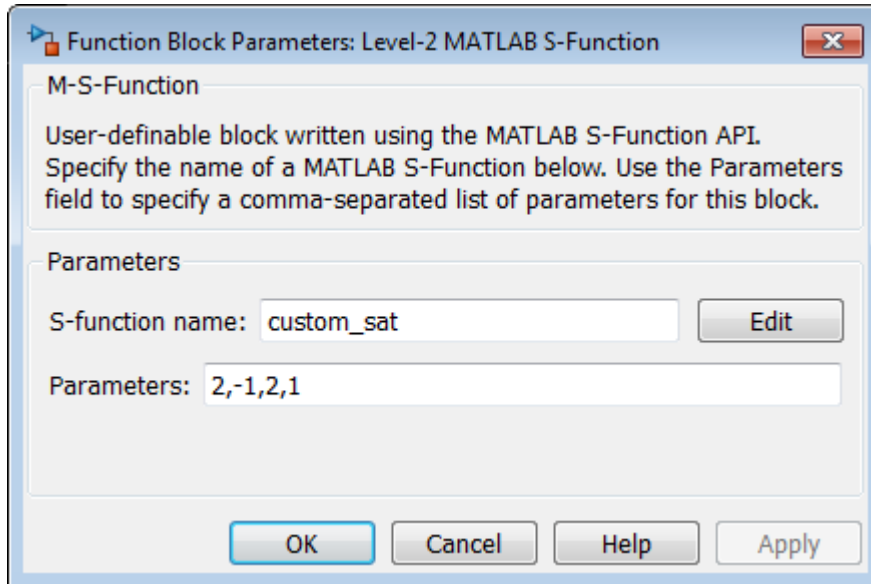 Function Block Parameters: Level-2 MATLAB S-Function
M-S-Function
User-definable block written using the MATLAB S-Function API.
Specify the name of a MATLAB S-Function below. Use the Parameters
field to specify a comma-separated list of parameters for this block.
Parameters
S-function name: custom_sat Edit
Parameters: 2,-1,2,1
OK Cancel Help Apply